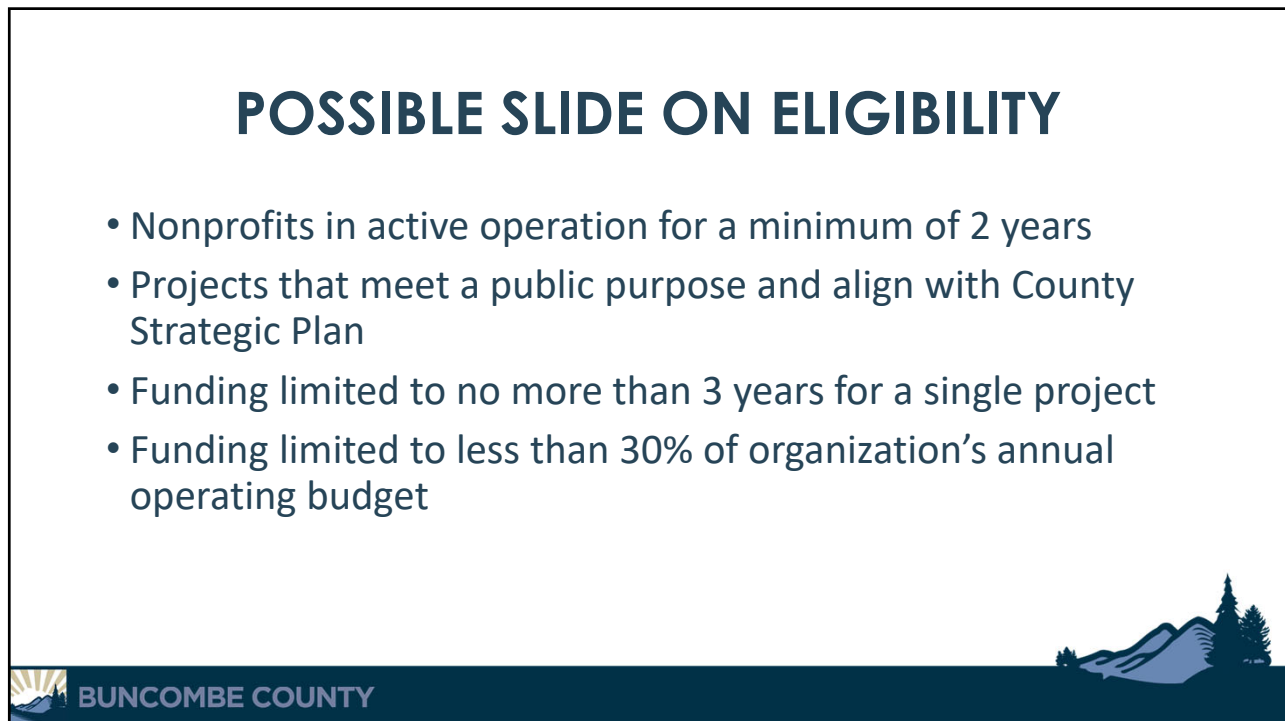 POSSIBLE SLIDE ON ELIGIBILITY
• Nonprofits in active operation for a minimum of 2 years
• Projects that meet a public purpose and align with County
Strategic Plan
• Funding limited to no more than 3 years for a single project
• Funding limited to less than 30% of organization’s annual
operating budget
BUNCOMBE COUNTY